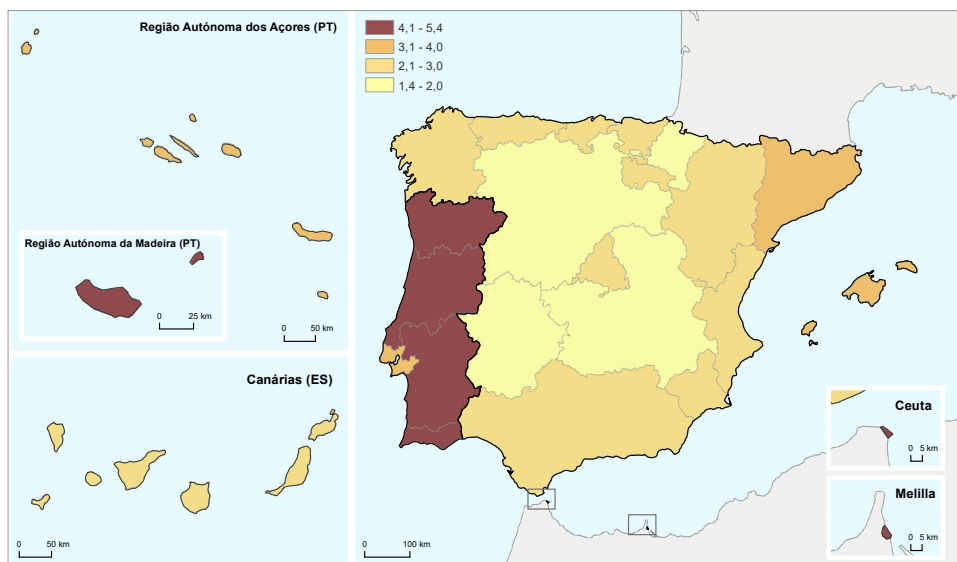 Região Autónoma dos Açores (PT)
4,1 - 5,4
3,1 - 4,0
2,1 - 3,0
1,4 - 2,0
Região Autónoma da Madeira (PT)
0 25 km
0 50 km
Canárias (ES)
0 50 km
0 100 km
Ceuta
0 5 km
Melilla
0 5 km